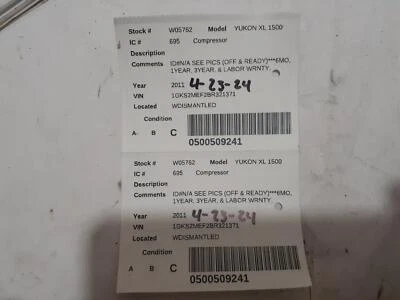 Stock # W05762 Model YUKON XL 1500
IC # 695 Compressor
Description
Comments ID#N/A SEE PICS (OFF & READY)***6MO,
1YEAR, 3YEAR, & LABOR WRNTY.
Year 2011 4-23-24
VIN 1GKS2MEF2BR321371
Located WDISMANTLED
Condition
A- B C
0500509241
Stock # W05762 Model YUKON XL 1500
IC # 695 Compressor
Description
Comments ID#N/A SEE PICS (OFF & READY)***6MO,
1YEAR, 3YEAR, & LABOR WRNTY.
Year 2011 4-23-24
VIN 1GKS2MEF2BR321371
Located WDISMANTLED
Condition
A B C
0500509241